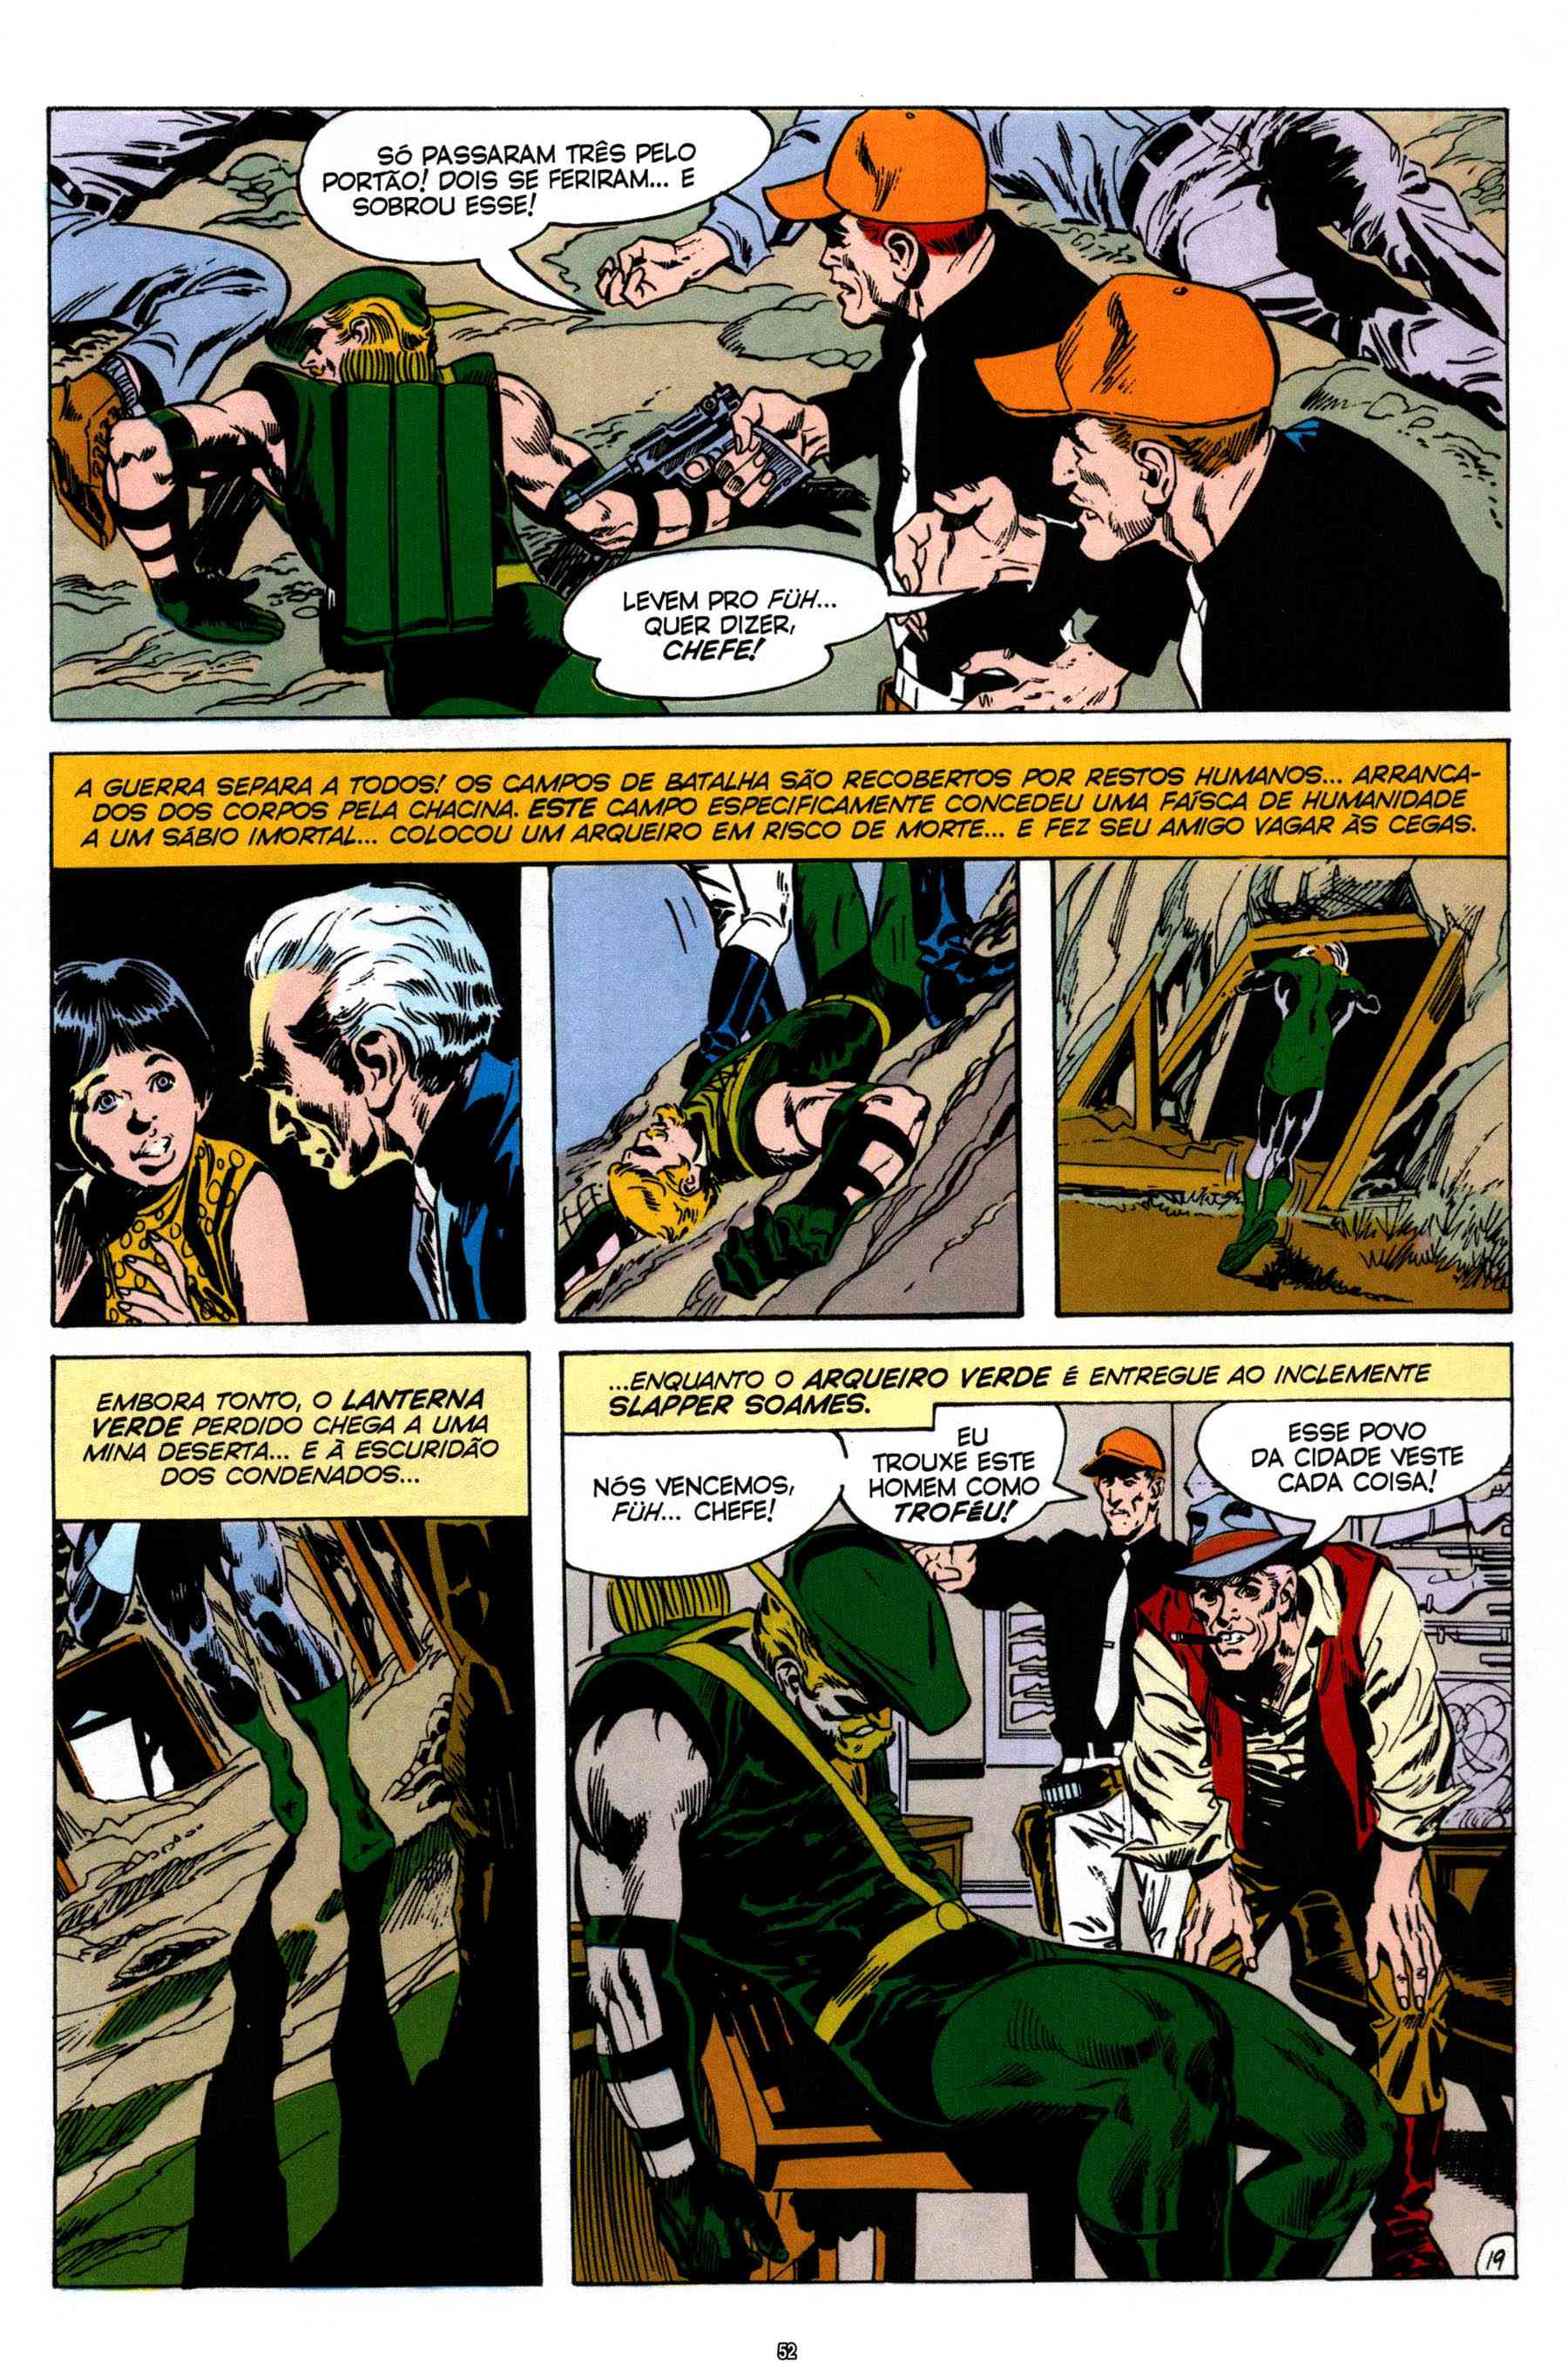 SÓ PASSARAM TRÊS PELO
PORTÃO! DOIS SE FERIRAM... E
SOBROU ESSE!
LEVEM PRO FÜH...
QUER DIZER,
CHEFE!
A GUERRA SEPARA A TODOS! OS CAMPOS DE BATALHA SÃO RECOBERTOS POR RESTOS HUMANOS... ARRANCA-
DOS DOS CORPOS PELA CHACINA. ESTE CAMPO ESPECIFICAMENTE CONCEDEU UMA FAÍSCA DE HUMANIDADE
A UM SÁBIO IMORTAL... COLOCOU UM ARQUEIRO EM RISCO DE MORTE... E FEZ SEU AMIGO VAGAR ÀS CEGAS.
EMBORA TONTO, O LANTERNA
VERDE PERDIDO CHEGA A UMA
MINA DESERTA... E À ESCURIDÃO
DOS CONDENADOS...
...ENQUANTO O ARQUEIRO VERDE É ENTREGUE AO INCLEMENTE
SLAPPER SOAMES.
NÓS VENCEMOS,
FÜH... CHEFE!
EU
TROUXE ESTE
HOMEM COMO
TROFÉU!
ESSE POVO
DA CIDADE VESTE
CADA COISA!
19
52